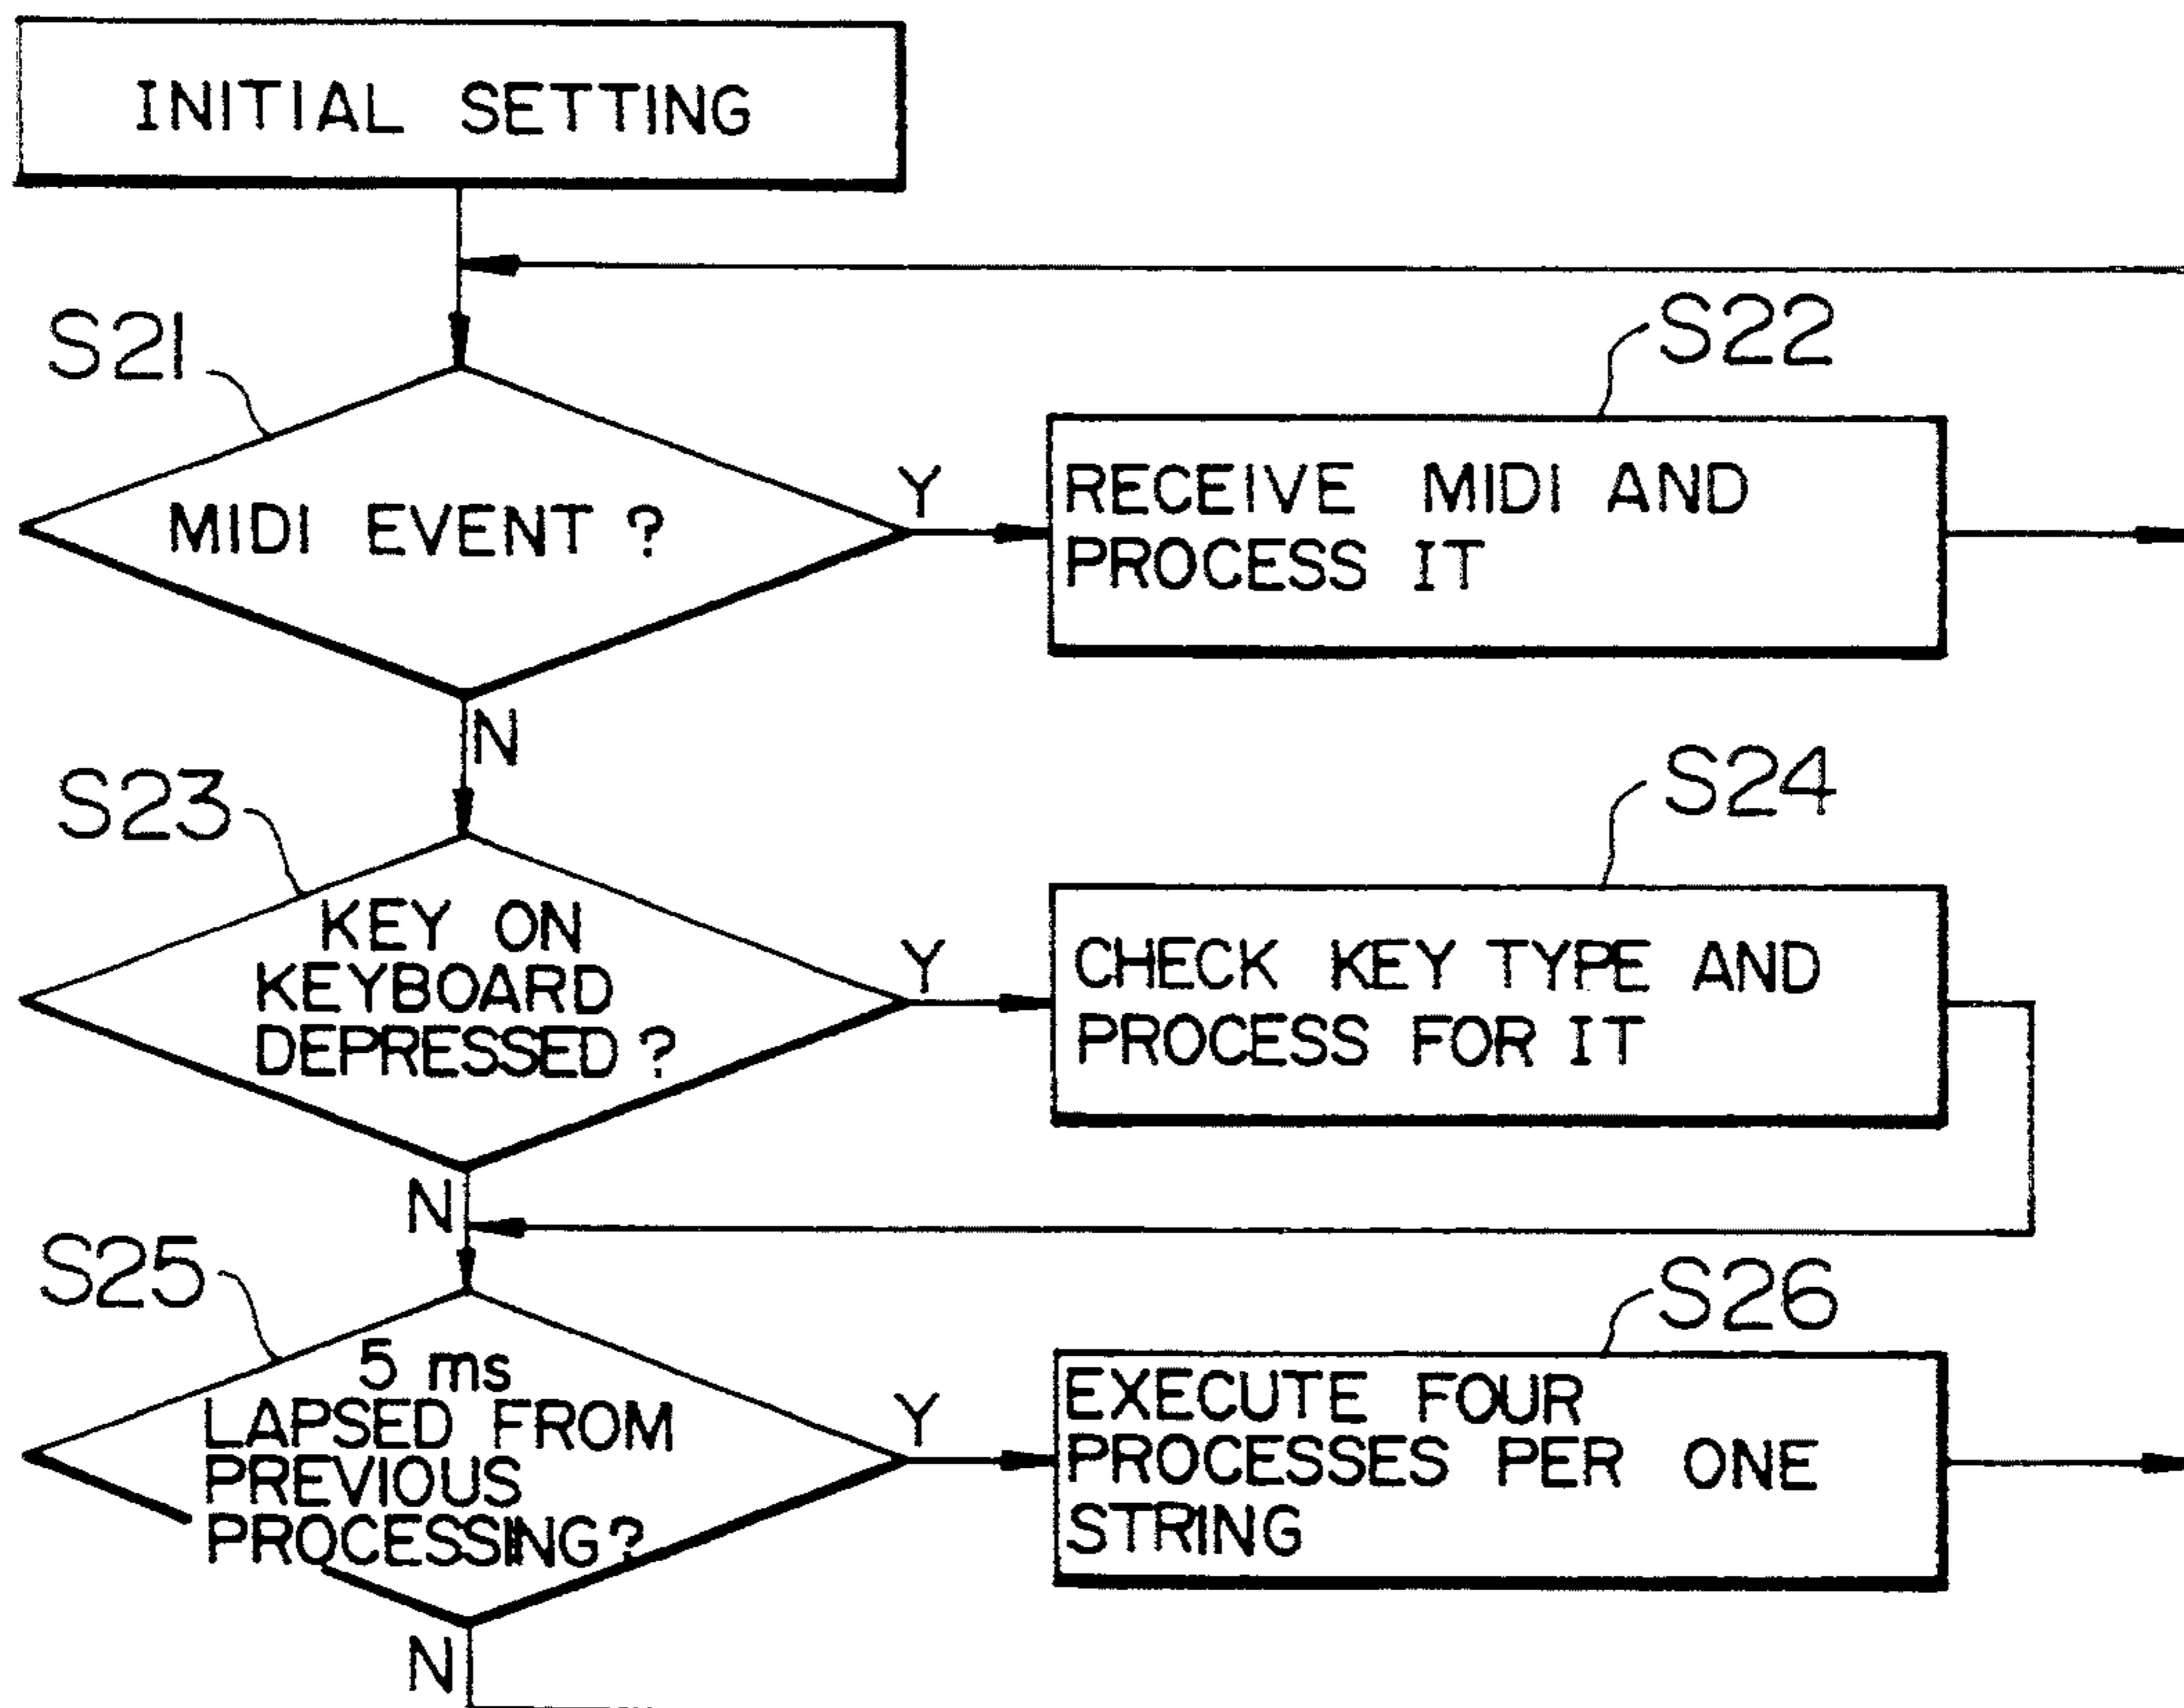 INITIAL SETTING
S21
S22
MIDI EVENT ?
Y
RECEIVE MIDI AND
PROCESS IT
N
S23
S24
KEY ON
KEYBOARD
DEPRESSED ?
Y
CHECK KEY TYPE AND
PROCESS FOR IT
N
S25
S26
5 ms
LAPSED FROM
PREVIOUS
PROCESSING ?
Y
EXECUTE FOUR
PROCESSES PER ONE
STRING
N